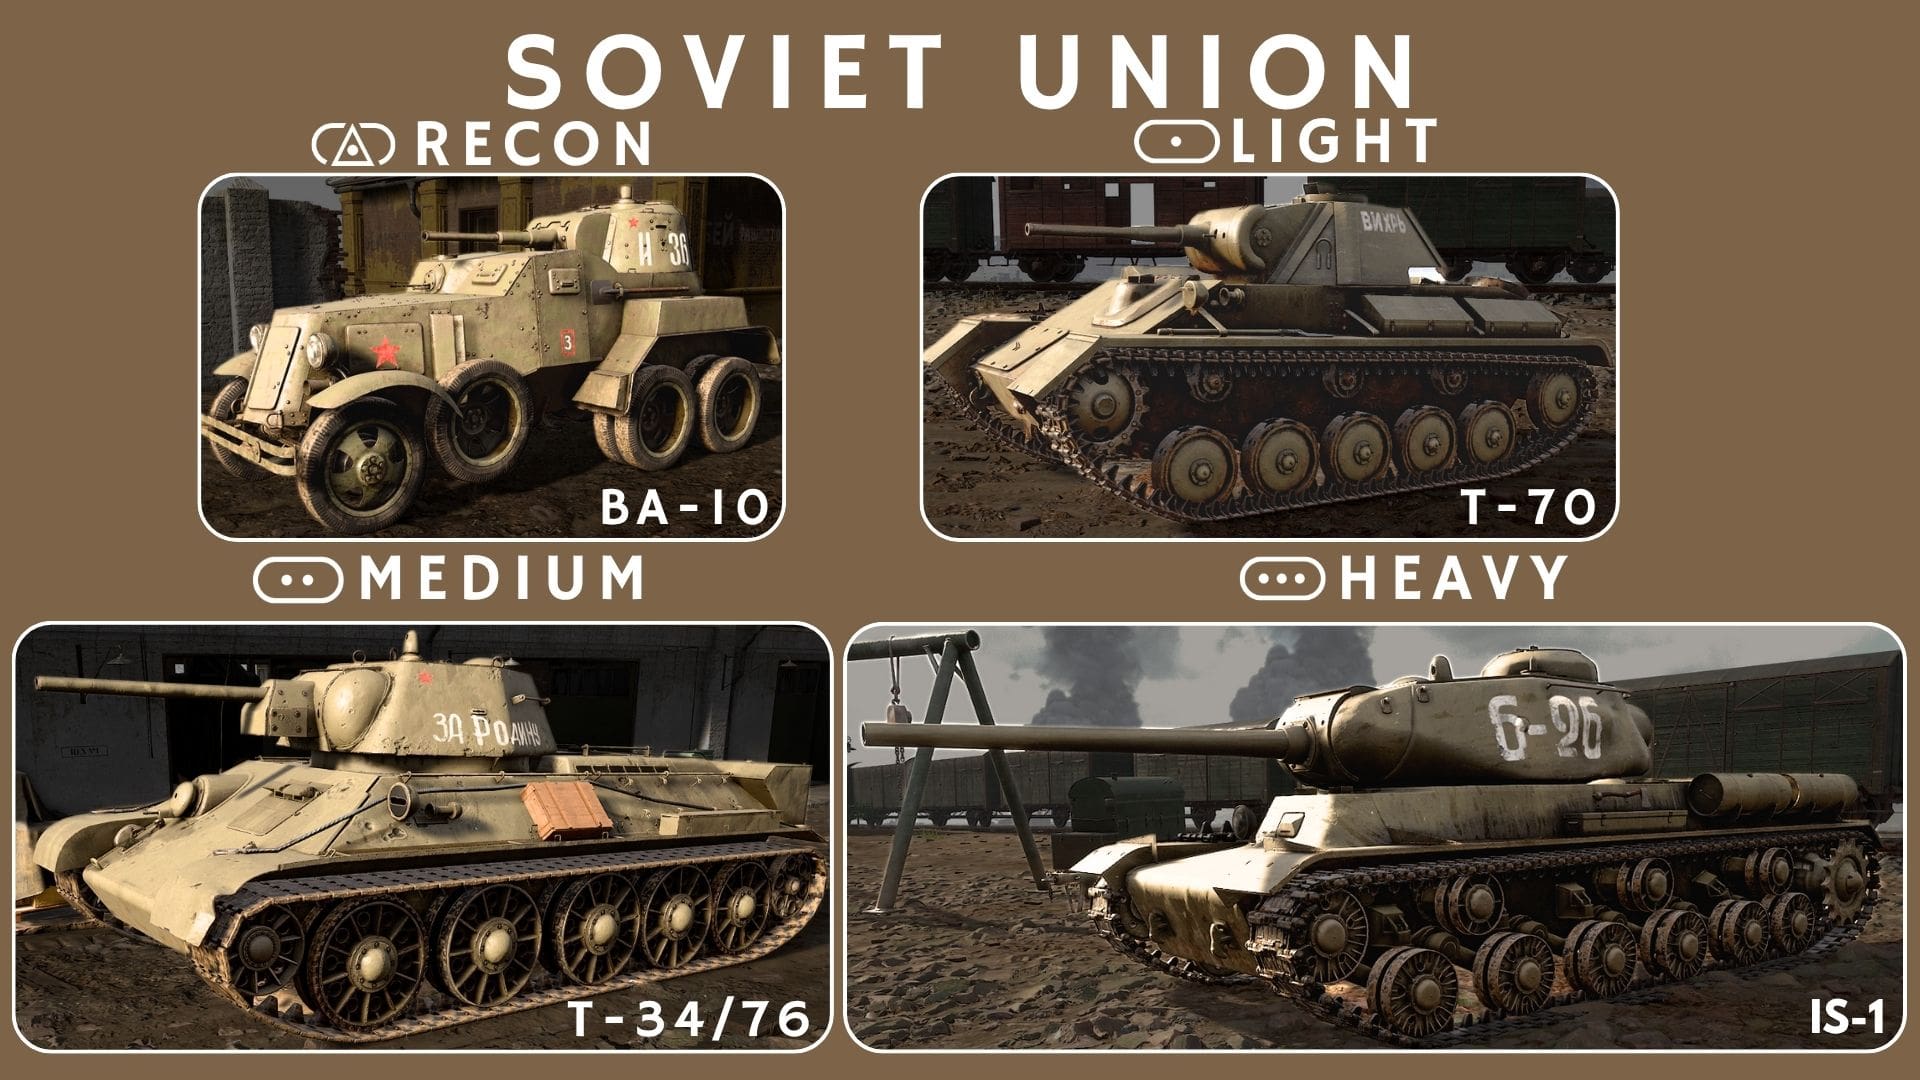 SOVIET UNION
RECON
LIGHT
И 36
3
BA-10
ВИХРЬ
T-70
MEDIUM
HEAVY
ЗА РОДИНУ
T-34/76
6-26
IS-1